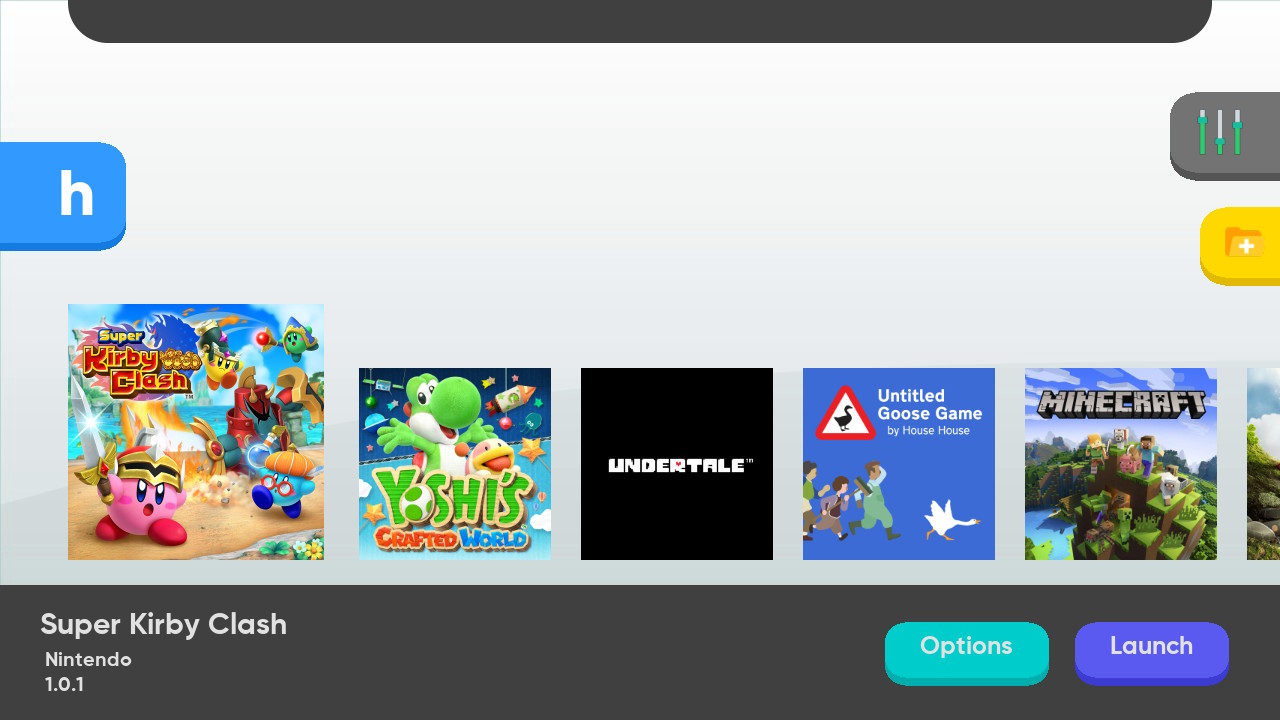 h
Super
Kirby
Clash™
YOSHI'S
CRAFTED WORLD
UNDERTALE™
Untitled
Goose Game
by House House
MINECRAFT
Super Kirby Clash
Nintendo
1.0.1
Options
Launch